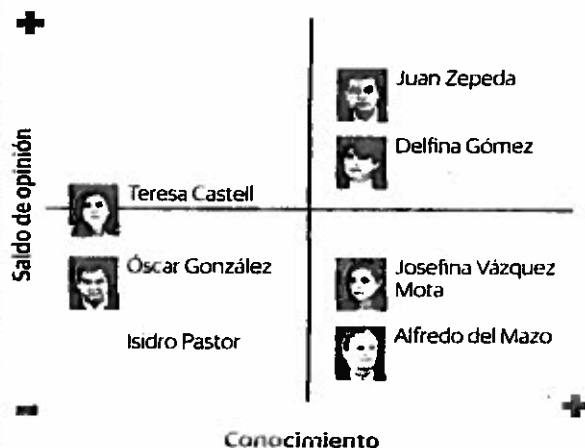 Saldo de opinión
Juan Zepeda
Delfina Gómez
Teresa Castell
Óscar González
Josefina Vázquez
Mota
Isidro Pastor
Alfredo del Mazo
Conocimiento